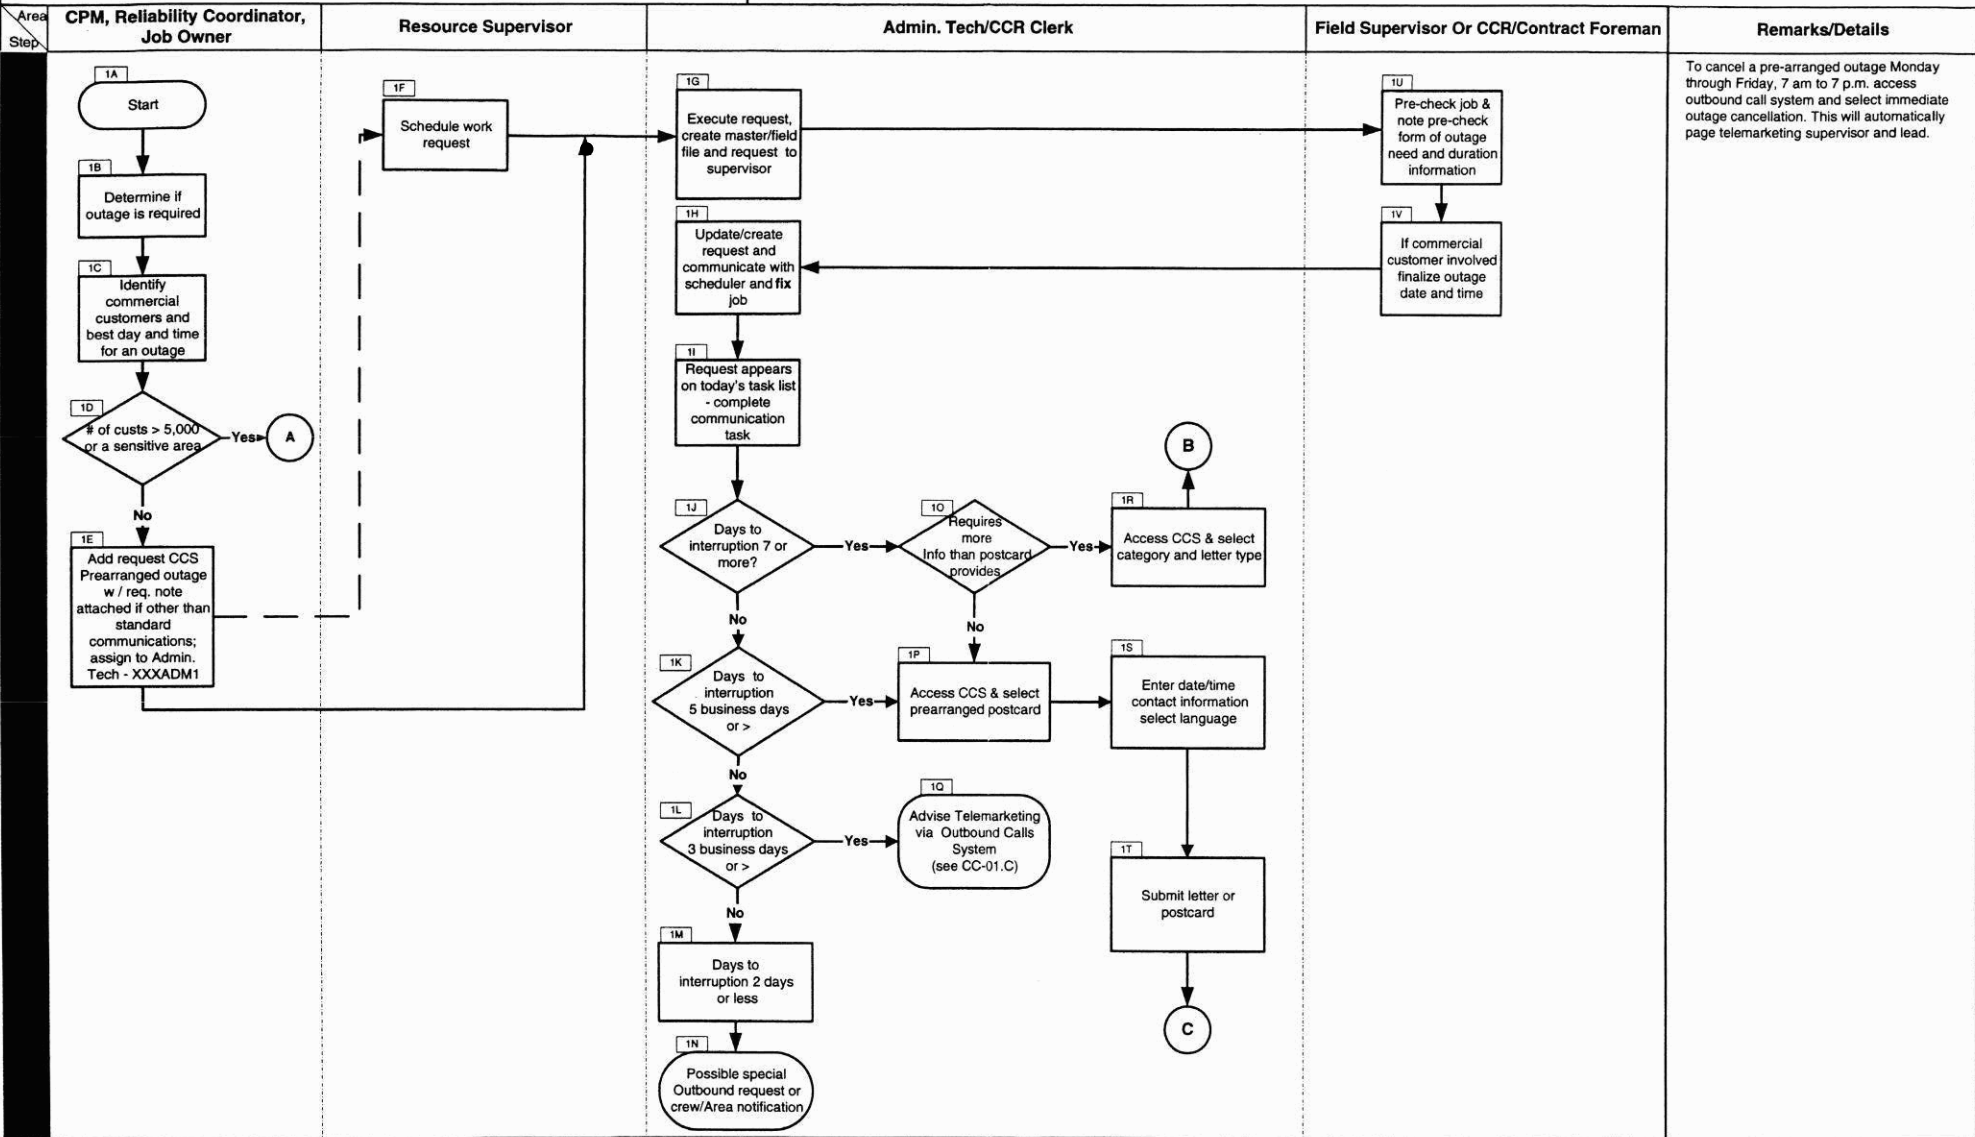 Area
Step
CPM, Reliability Coordinator,
Job Owner
Resource Supervisor
Admin. Tech/CCR Clerk
Field Supervisor Or CCR/Contract Foreman
Remarks/Details
1A
Start
1B
Determine if
outage is required
1C
Identify
commercial
customers and
best day and time
for an outage
1D
# of custs > 5,000
or a sensitive area
Yes
A
No
1E
Add request CCS
Prearranged outage
w / req. note
attached if other than
standard
communications;
assign to Admin.
Tech - XXXADM1
1F
Schedule work
request
1G
Execute request,
create master/field
file and request to
supervisor
1H
Update/create
request and
communicate with
scheduler and fix
job
1I
Request appears
on today's task list
- complete
communication
task
1J
Days to
interruption 7 or
more?
Yes
No
1K
Days to
interruption
5 business days
or >
Yes
No
1L
Days to
interruption
3 business days
or >
Yes
No
1M
Days to
interruption 2 days
or less
1N
Possible special
Outbound request or
crew/Area notification
1O
Requires
more
Info than postcard
provides
Yes
No
1P
Access CCS & select
prearranged postcard
1Q
Advise Telemarketing
via Outbound Calls
System
(see CC-01.C)
B
1R
Access CCS & select
category and letter type
1S
Enter date/time
contact information
select language
1T
Submit letter or
postcard
C
1U
Pre-check job &
note pre-check
form of outage
need and duration
information
1V
If commercial
customer involved
finalize outage
date and time
To cancel a pre-arranged outage Monday
through Friday, 7 am to 7 p.m. access
outbound call system and select immediate
outage cancellation. This will automatically
page telemarketing supervisor and lead.